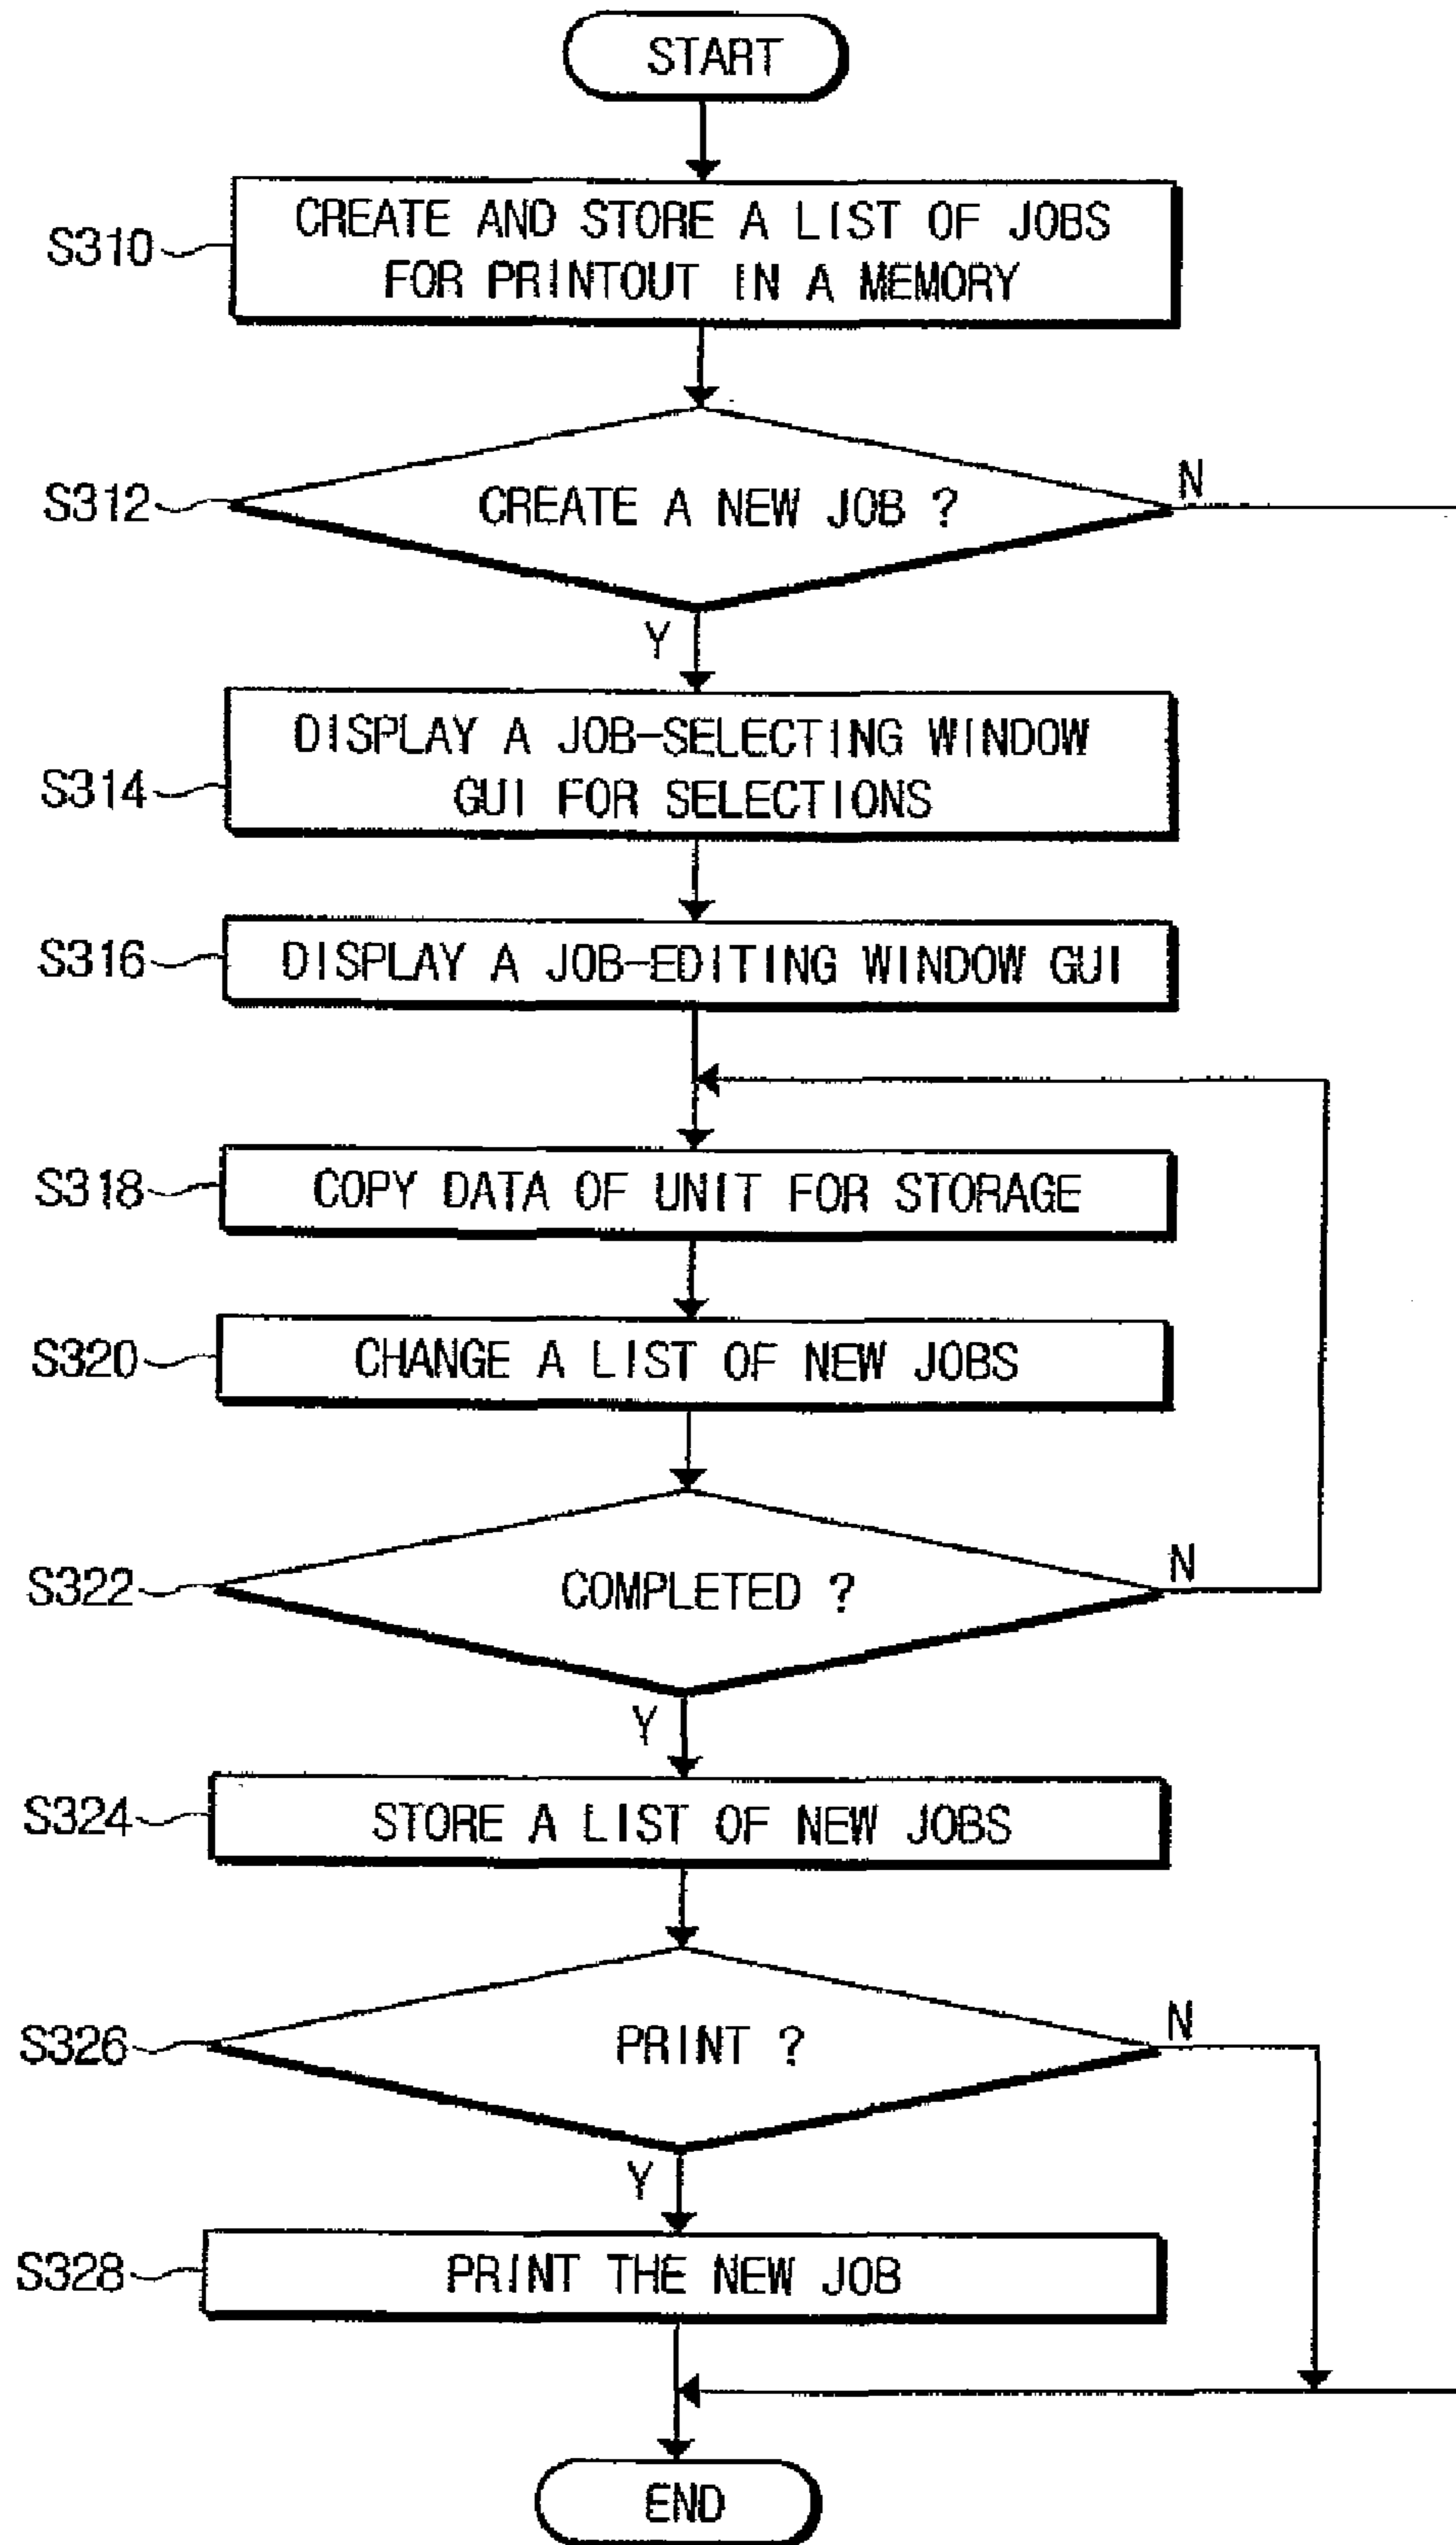 START
S310
CREATE AND STORE A LIST OF JOBS
FOR PRINTOUT IN A MEMORY
S312
CREATE A NEW JOB ?
N
Y
S314
DISPLAY A JOB-SELECTING WINDOW
GUI FOR SELECTIONS
S316
DISPLAY A JOB-EDITING WINDOW GUI
S318
COPY DATA OF UNIT FOR STORAGE
S320
CHANGE A LIST OF NEW JOBS
S322
COMPLETED ?
N
Y
S324
STORE A LIST OF NEW JOBS
S326
PRINT ?
N
Y
S328
PRINT THE NEW JOB
END